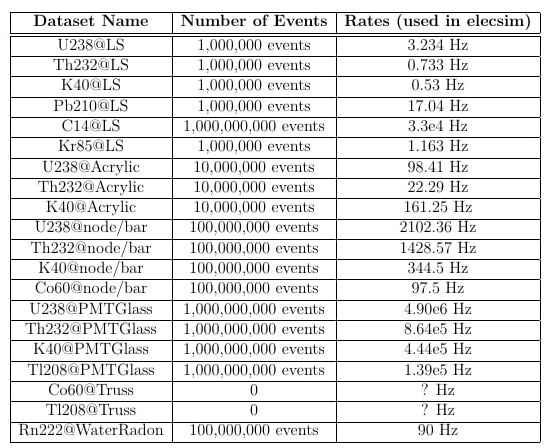 Dataset Name Number of Events Rates (used in elecsim)
U238@LS 1,000,000 events 3.234 Hz
Th232@LS 1,000,000 events 0.733 Hz
K40@LS 1,000,000 events 0.53 Hz
Pb210@LS 1,000,000 events 17.04 Hz
C14@LS 1,000,000,000 events 3.3e4 Hz
Kr85@LS 1,000,000 events 1.163 Hz
U238@Acrylic 10,000,000 events 98.41 Hz
Th232@Acrylic 10,000,000 events 22.29 Hz
K40@Acrylic 10,000,000 events 161.25 Hz
U238@node/bar 100,000,000 events 2102.36 Hz
Th232@node/bar 100,000,000 events 1428.57 Hz
K40@node/bar 100,000,000 events 344.5 Hz
Co60@node/bar 100,000,000 events 97.5 Hz
U238@PMTGlass 1,000,000,000 events 4.90e6 Hz
Th232@PMTGlass 1,000,000,000 events 8.64e5 Hz
K40@PMTGlass 1,000,000,000 events 4.44e5 Hz
Tl208@PMTGlass 1,000,000,000 events 1.39e5 Hz
Co60@Truss 0 ? Hz
Tl208@Truss 0 ? Hz
Rn222@WaterRadon 100,000,000 events 90 Hz